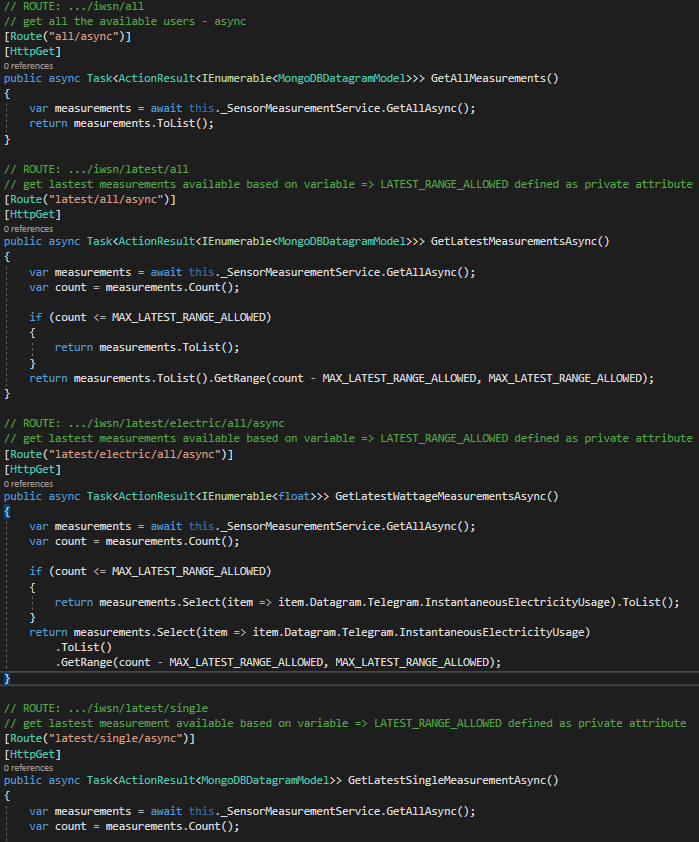 // ROUTE: .../iwsn/all
// get all the available users - async
[Route("all/async")]
[HttpGet]
0 references
public async Task<ActionResult<IEnumerable<MongoDBDatagramModel>>> GetAllMeasurements()
{
var measurements = await this._SensorMeasurementService.GetAllAsync();
return measurements.ToList();
}
// ROUTE: .../iwsn/latest/all
// get lastest measurements available based on variable => LATEST_RANGE_ALLOWED defined as private attribute
[Route("latest/all/async")]
[HttpGet]
0 references
public async Task<ActionResult<IEnumerable<MongoDBDatagramModel>>> GetLatestMeasurementsAsync()
{
var measurements = await this._SensorMeasurementService.GetAllAsync();
var count = measurements.Count();
if (count <= MAX_LATEST_RANGE_ALLOWED)
{
return measurements.ToList();
}
return measurements.ToList().GetRange(count - MAX_LATEST_RANGE_ALLOWED, MAX_LATEST_RANGE_ALLOWED);
}
// ROUTE: .../iwsn/latest/electric/all/async
// get lastest measurements available based on variable => LATEST_RANGE_ALLOWED defined as private attribute
[Route("latest/electric/all/async")]
[HttpGet]
0 references
public async Task<ActionResult<IEnumerable<float>>> GetLatestWattageMeasurementsAsync()
{
var measurements = await this._SensorMeasurementService.GetAllAsync();
var count = measurements.Count();
if (count <= MAX_LATEST_RANGE_ALLOWED)
{
return measurements.Select(item => item.Datagram.Telegram.InstantaneousElectricityUsage).ToList();
}
return measurements.Select(item => item.Datagram.Telegram.InstantaneousElectricityUsage)
.ToList()
.GetRange(count - MAX_LATEST_RANGE_ALLOWED, MAX_LATEST_RANGE_ALLOWED);
}
// ROUTE: .../iwsn/latest/single
// get lastest measurement available based on variable => LATEST_RANGE_ALLOWED defined as private attribute
[Route("latest/single/async")]
[HttpGet]
0 references
public async Task<ActionResult<MongoDBDatagramModel>> GetLatestSingleMeasurementAsync()
{
var measurements = await this._SensorMeasurementService.GetAllAsync();
var count = measurements.Count();